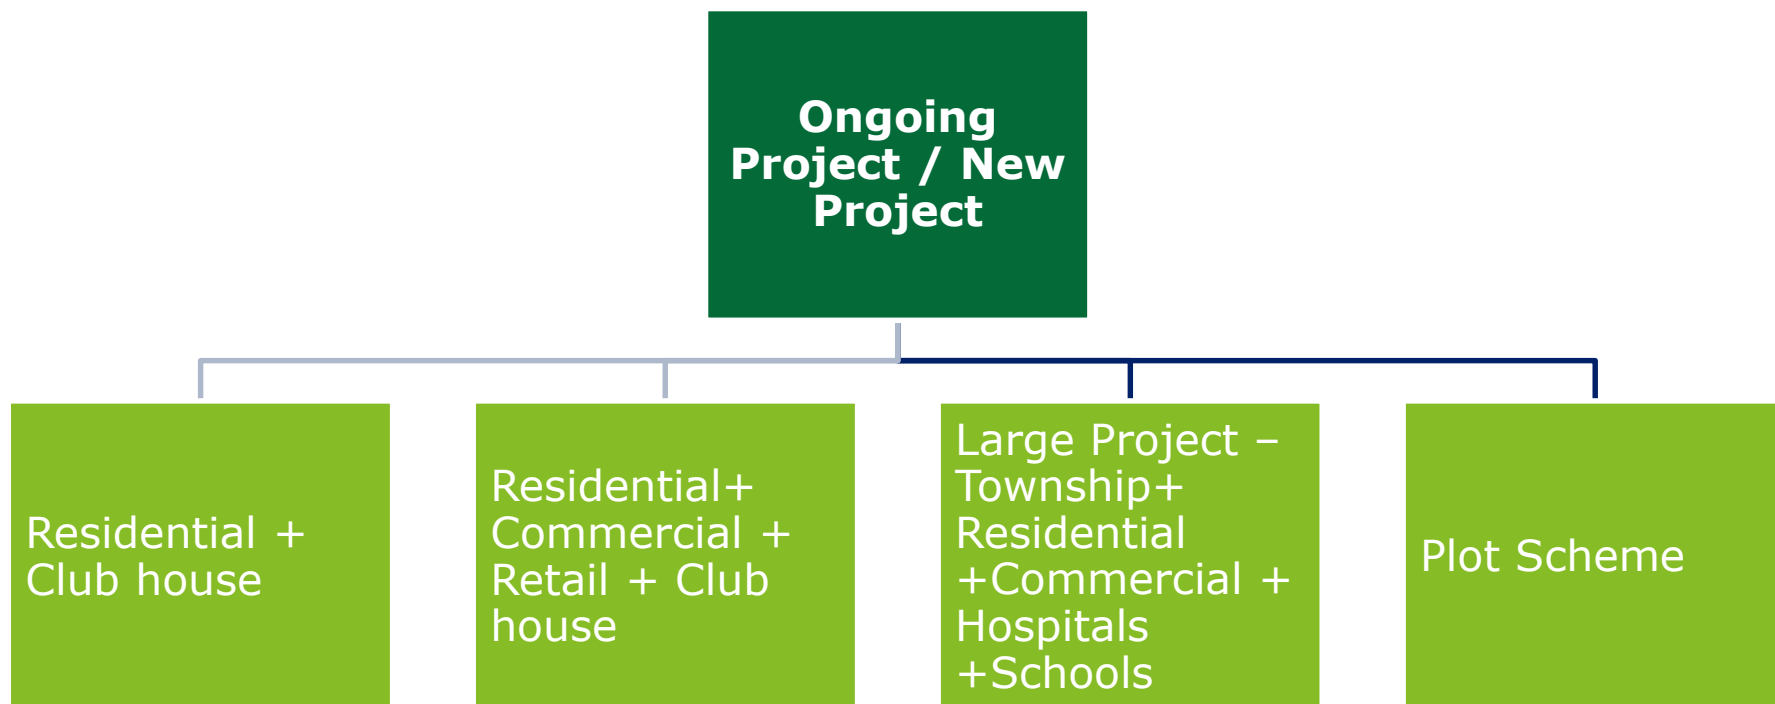 Ongoing
Project / New
Project
Residential +
Club house
Residential+
Commercial +
Retail + Club
house
Large Project –
Township+
Residential
+Commercial +
Hospitals
+Schools
Plot Scheme